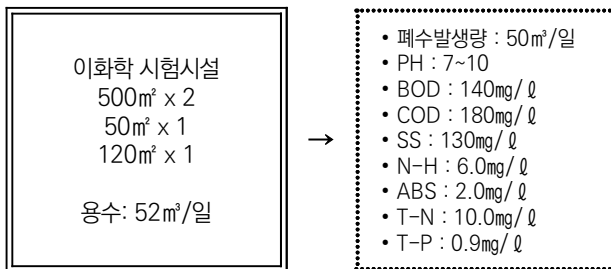 이화학 시험시설
500㎡ x 2
50㎡ x 1
120㎡ x 1
용수: 52㎥/일
→
• 폐수발생량 : 50㎥/일
• PH : 7~10
• BOD : 140㎎/ℓ
• COD : 180㎎/ℓ
• SS : 130㎎/ℓ
• N-H : 6.0㎎/ℓ
• ABS : 2.0㎎/ℓ
• T-N : 10.0㎎/ℓ
• T-P : 0.9㎎/ℓ